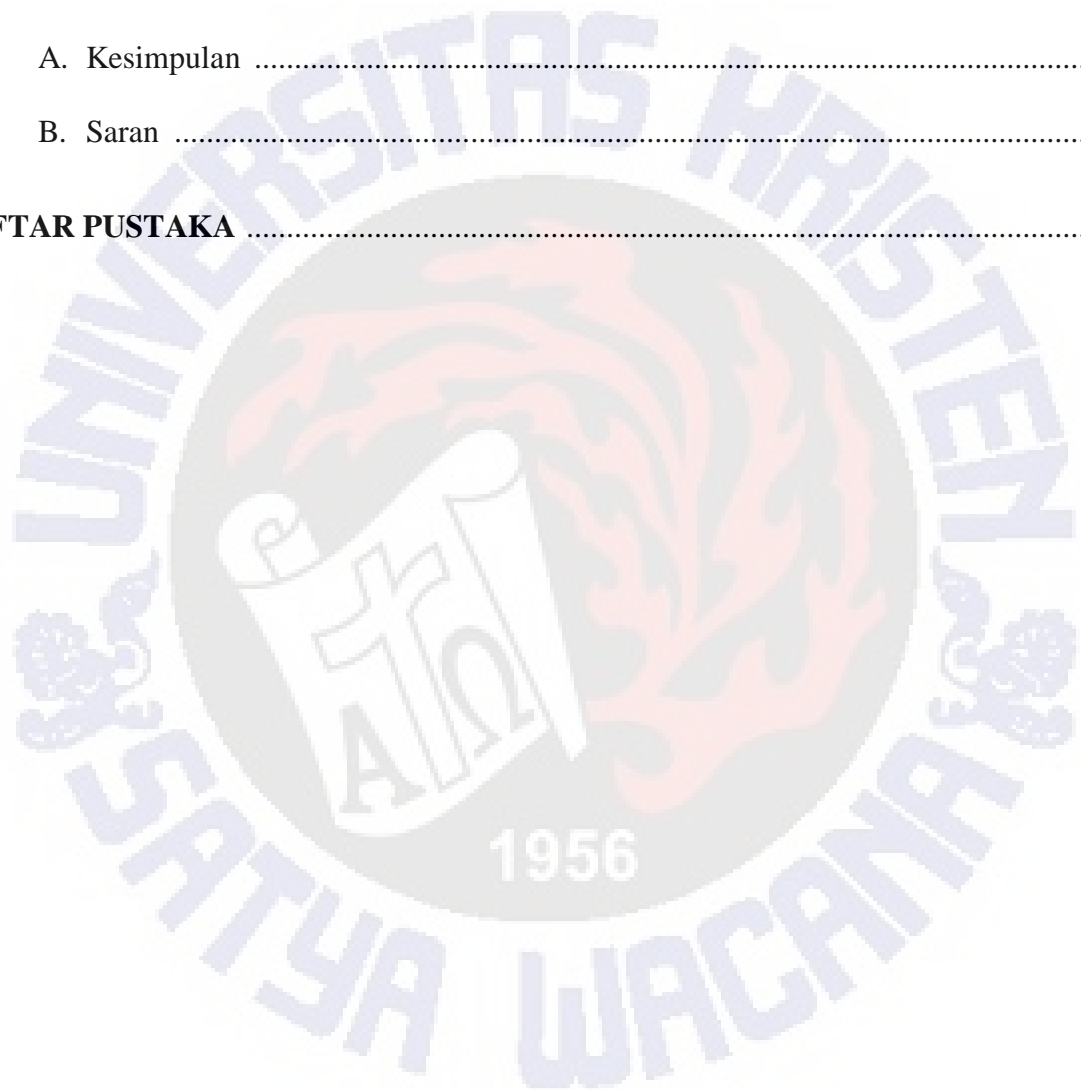 A. Kesimpulan ........................................................................................................
B. Saran ..................................................................................................................
FTAR PUSTAKA ........................................................................................................
UNIVERSITAS KRISTEN
SATYA WACANA
Α Ω
1956